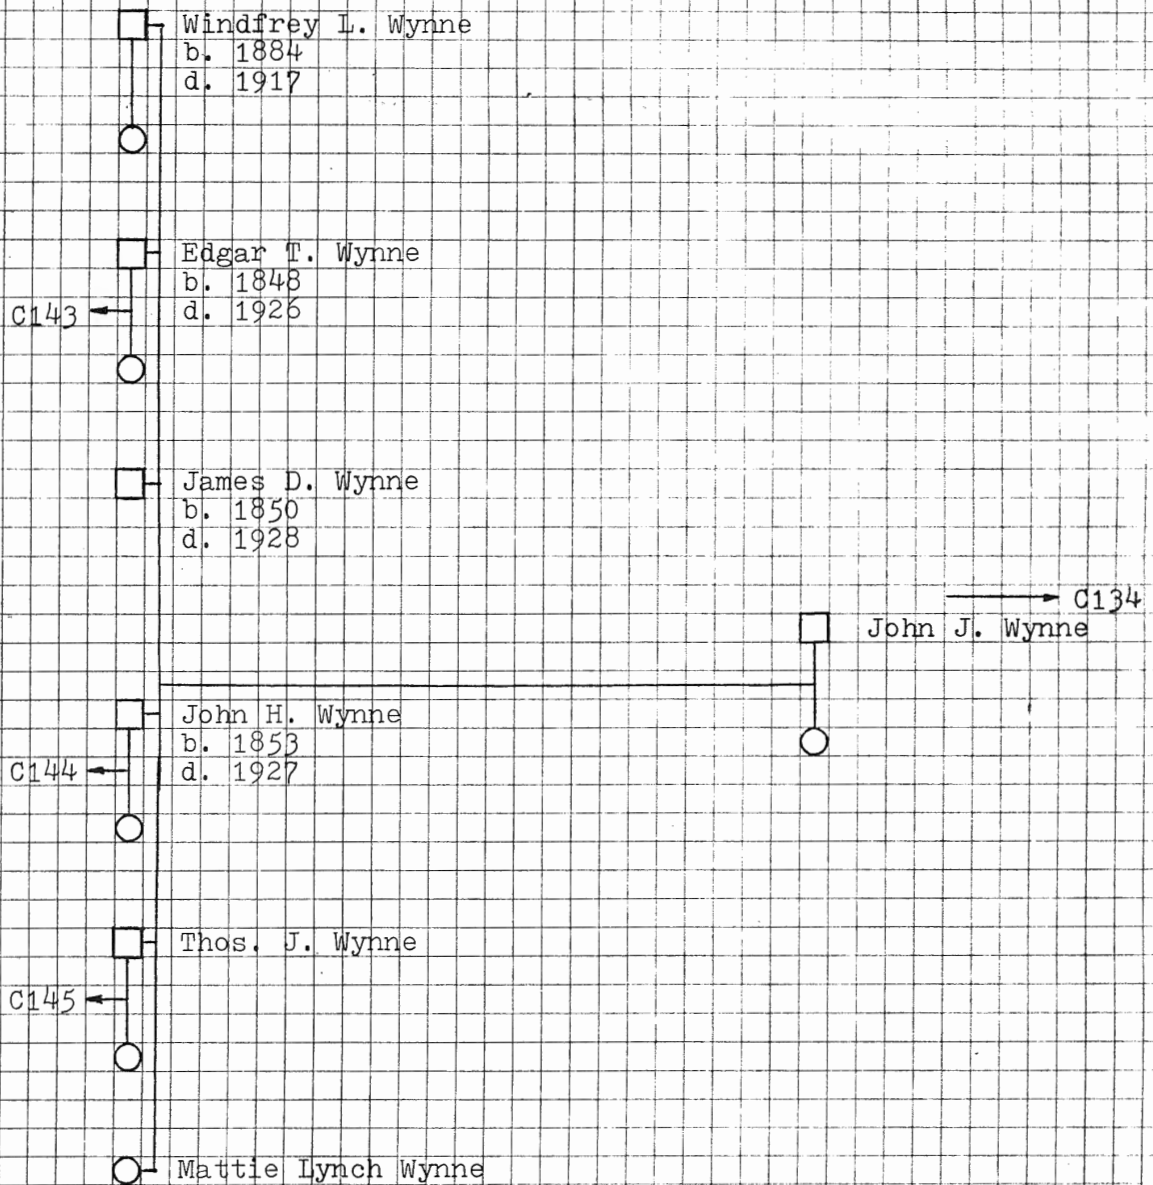 Windfrey L. Wynne
b. 1884
d. 1917
Edgar T. Wynne
b. 1848
d. 1926
C143
James D. Wynne
b. 1850
d. 1928
C134
John J. Wynne
John H. Wynne
b. 1853
d. 1927
C144
Thos. J. Wynne
C145
Mattie Lynch Wynne